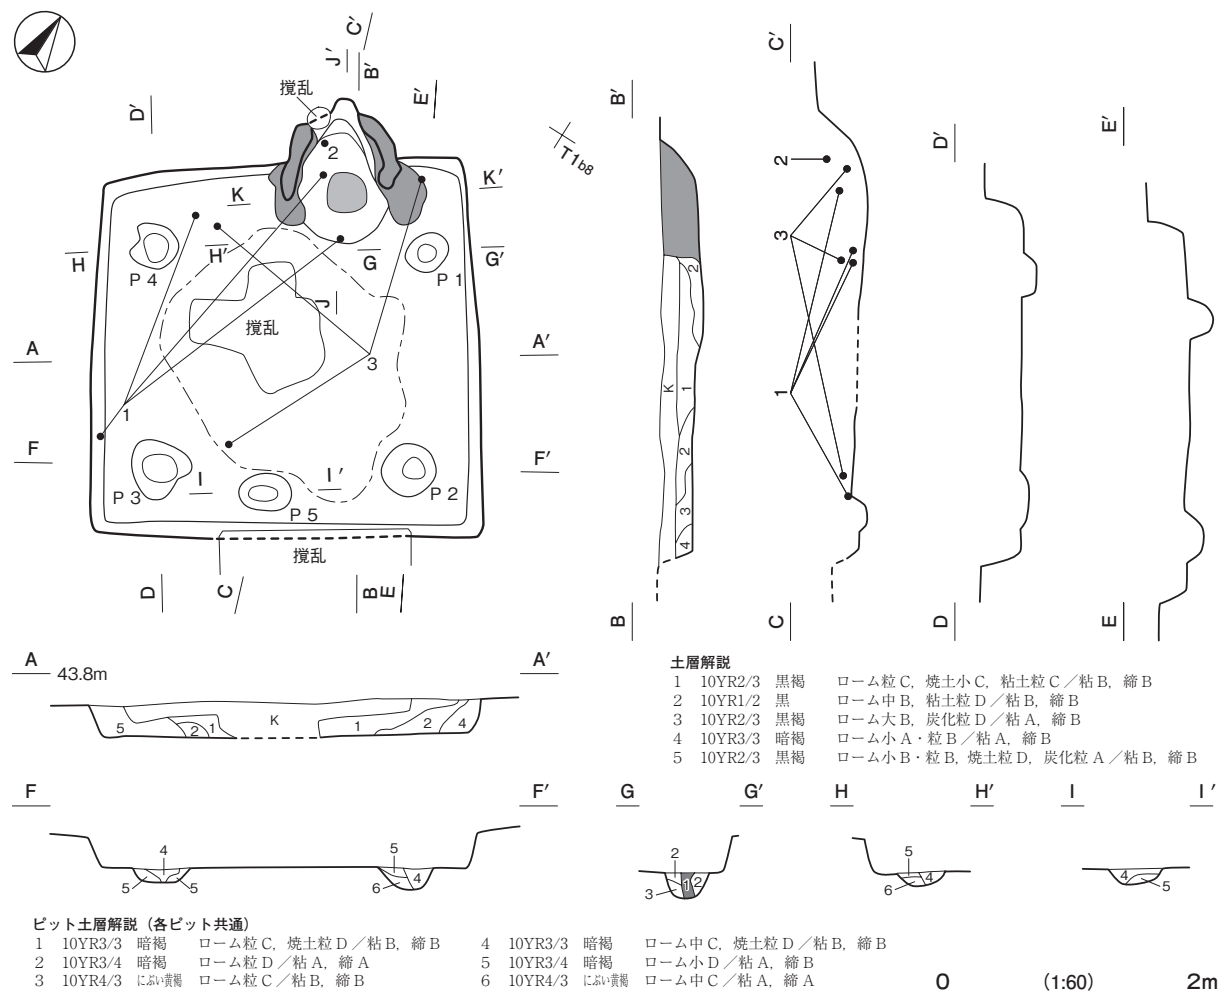 C′
J′
B′
E′
D′
撹乱
T1b8
2
K
K′
H
H′
G
G′
P 4
P 1
J
撹乱
A
A′
3
1
F
F′
I
I′
P 3
P 2
P 5
撹乱
D
C
B
E
B′
C′
D′
E′
2
3
1
2
K
1
2
3
4
B
C
D
E
A
43.8m
A′
5
2
1
K
1
2
4
土層解説
1 10YR2/3 黒褐 ローム粒 C，焼土小 C，粘土粒 C ／粘 B，締 B
2 10YR1/2 黒 ローム中 B，粘土粒 D ／粘 B，締 B
3 10YR2/3 黒褐 ローム大 B，炭化粒 D ／粘 A，締 B
4 10YR3/3 暗褐 ローム小 A・粒 B ／粘 A，締 B
5 10YR2/3 黒褐 ローム小 B・粒 B，焼土粒 D，炭化粒 A ／粘 B，締 B
F
F′
G
G′
H
H′
I
I′
4
5
5
5
6
4
2
3
1
2
5
6
4
4
5
ピット土層解説（各ピット共通）
1 10YR3/3 暗褐 ローム粒 C，焼土粒 D ／粘 B，締 B
2 10YR3/4 暗褐 ローム粒 D ／粘 A，締 A
3 10YR4/3 にぶい黄褐 ローム粒 C ／粘 B，締 B
4 10YR3/3 暗褐 ローム中 C，焼土粒 D ／粘 B，締 B
5 10YR3/4 暗褐 ローム小 D ／粘 A，締 B
6 10YR4/3 にぶい黄褐 ローム中 C ／粘 A，締 A
0 (1:60) 2m